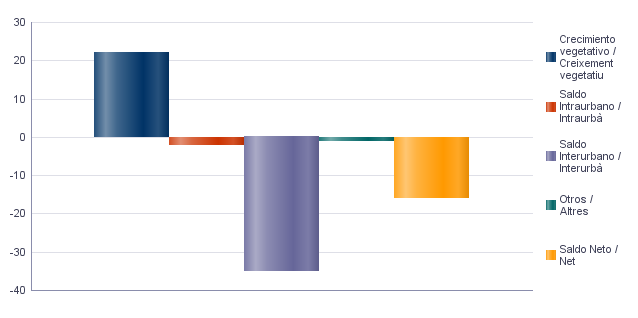 30
20
10
0
-10
-20
-30
-40
Crecimiento
vegetativo /
Creixement
vegetatiu
Saldo
Intraurbano /
Intraurbà
Saldo
Interurbano /
Interurbà
Otros /
Altres
Saldo Neto /
Net